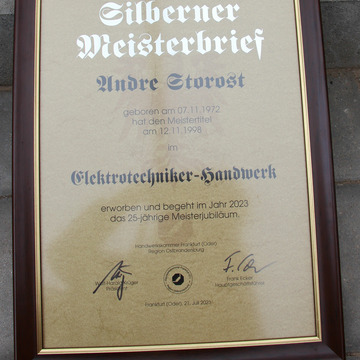 Silberner
Meisterbrief
Andre Storost
geboren am 07.11.1972
hat den Meistertitel
am 12.11.1998
im
Elektrotechniker-Handwerk
erworben und begeht im Jahr 2023
das 25-jährige Meisterjubiläum.
Handwerkskammer Frankfurt (Oder)
Region Ostbrandenburg
Präsident
Hauptgeschäftsführer
Frankfurt (Oder), 21. Juli 2023